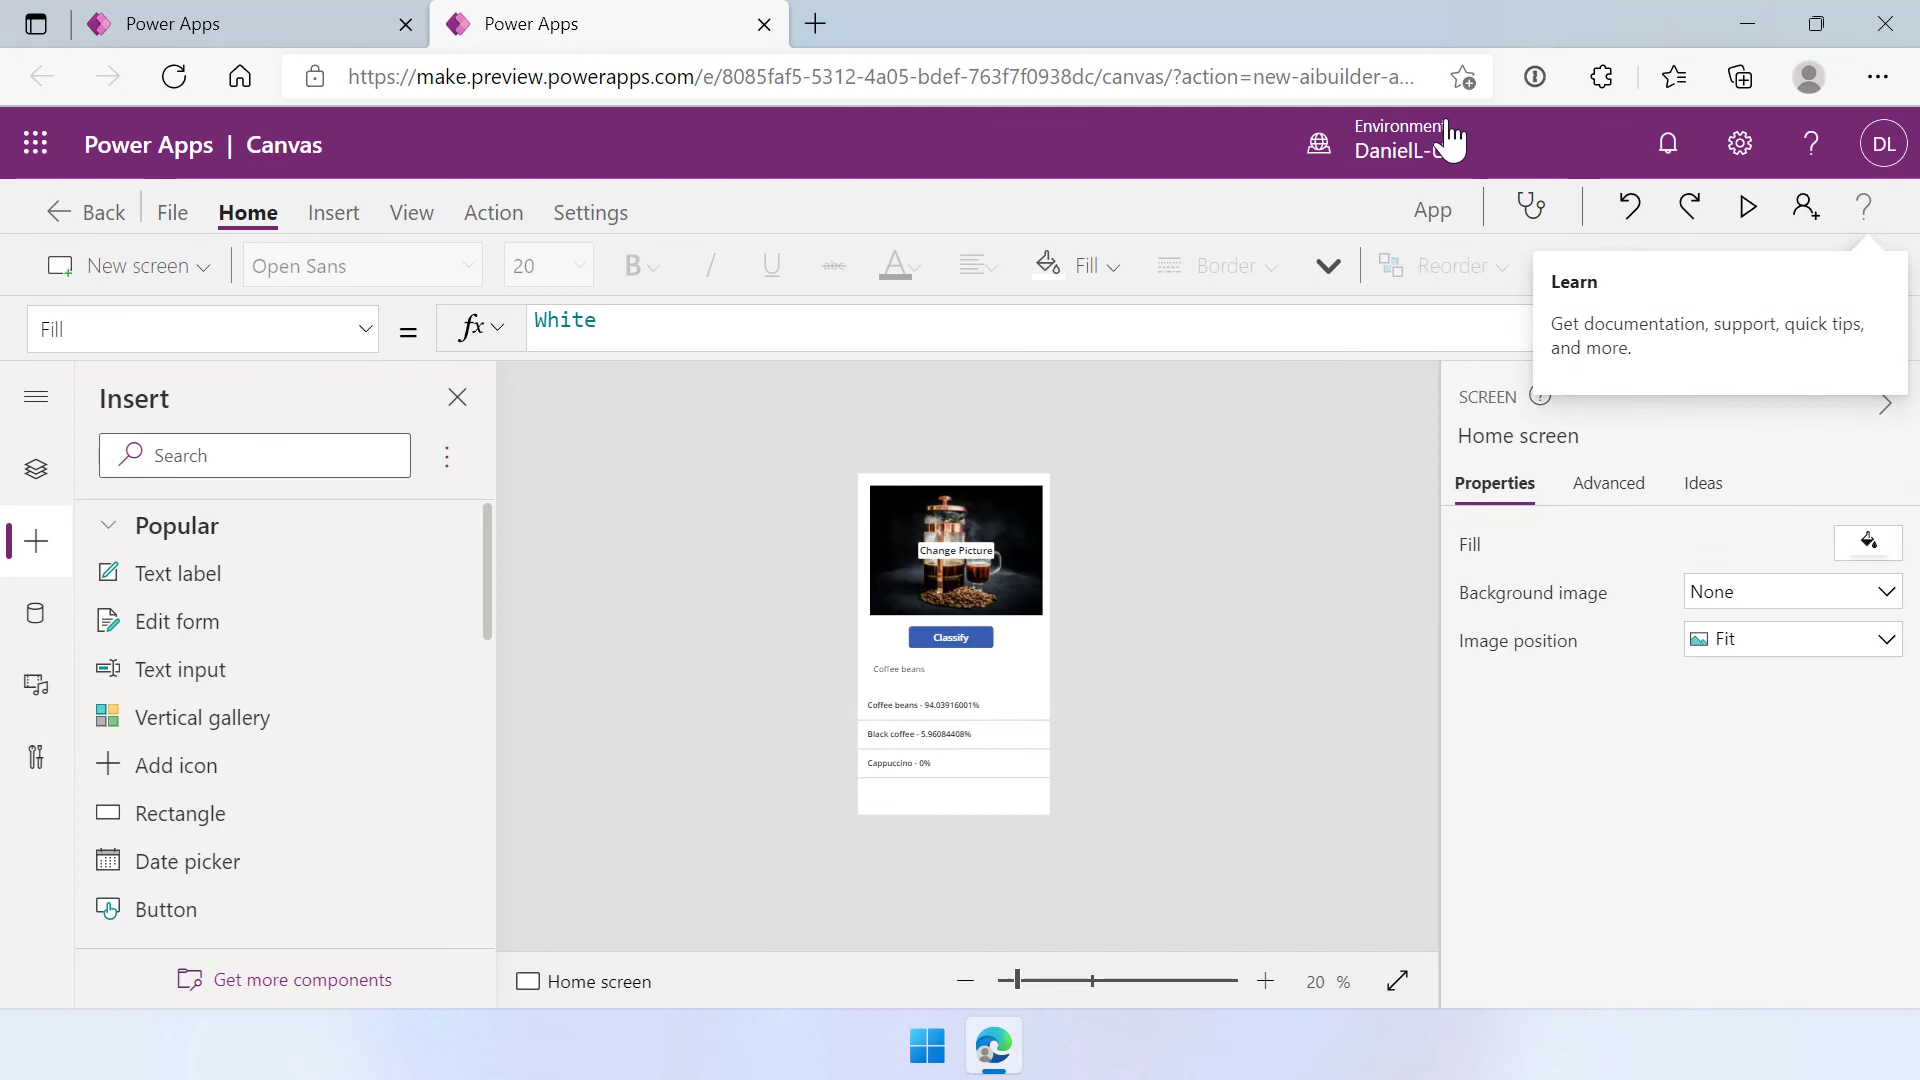 Power Apps
Power Apps
https://make.preview.powerapps.com/e/8085faf5-5312-4a05-bdef-763f7f0938dc/canvas/?action=new-aibuilder-a...
Power Apps | Canvas
Environment
DanielL-
DL
Back
File
Home
Insert
View
Action
Settings
App
New screen
Open Sans
20
B
/
U
abc
A
Fill
Border
Reorder
Fill
=
fx
White
Learn
Get documentation, support, quick tips,
and more.
Insert
Search
Popular
Text label
Edit form
Text input
Vertical gallery
Add icon
Rectangle
Date picker
Button
Get more components
Change Picture
Classify
Coffee beans
Coffee beans - 94.03916001%
Black coffee - 5.96084408%
Cappuccino - 0%
Home screen
20 %
SCREEN
Home screen
Properties
Advanced
Ideas
Fill
Background image
None
Image position
Fit